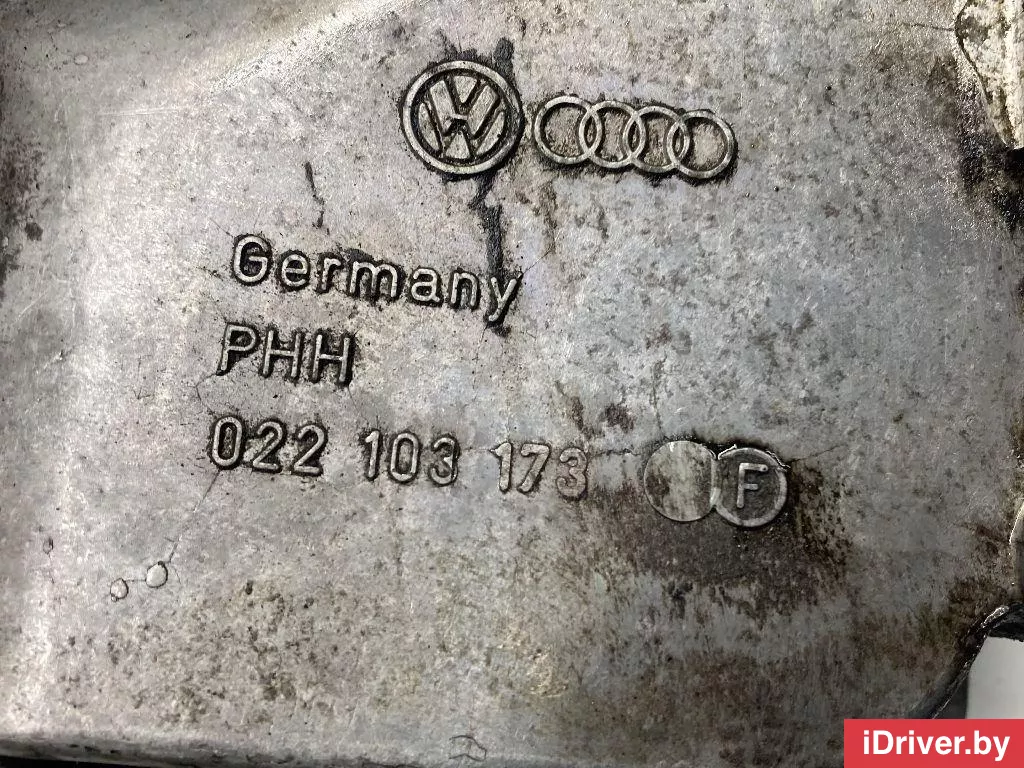 Germany
PHH
022 103 173 F
iDriver.by